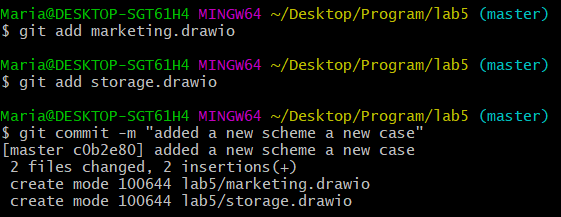 Maria@DESKTOP-SGT61H4 MINGW64 ~/Desktop/Program/lab5 (master)
$ git add marketing.drawio
Maria@DESKTOP-SGT61H4 MINGW64 ~/Desktop/Program/lab5 (master)
$ git add storage.drawio
Maria@DESKTOP-SGT61H4 MINGW64 ~/Desktop/Program/lab5 (master)
$ git commit -m "added a new scheme a new case"
[master c0b2e80] added a new scheme a new case
 2 files changed, 2 insertions(+)
 create mode 100644 lab5/marketing.drawio
 create mode 100644 lab5/storage.drawio